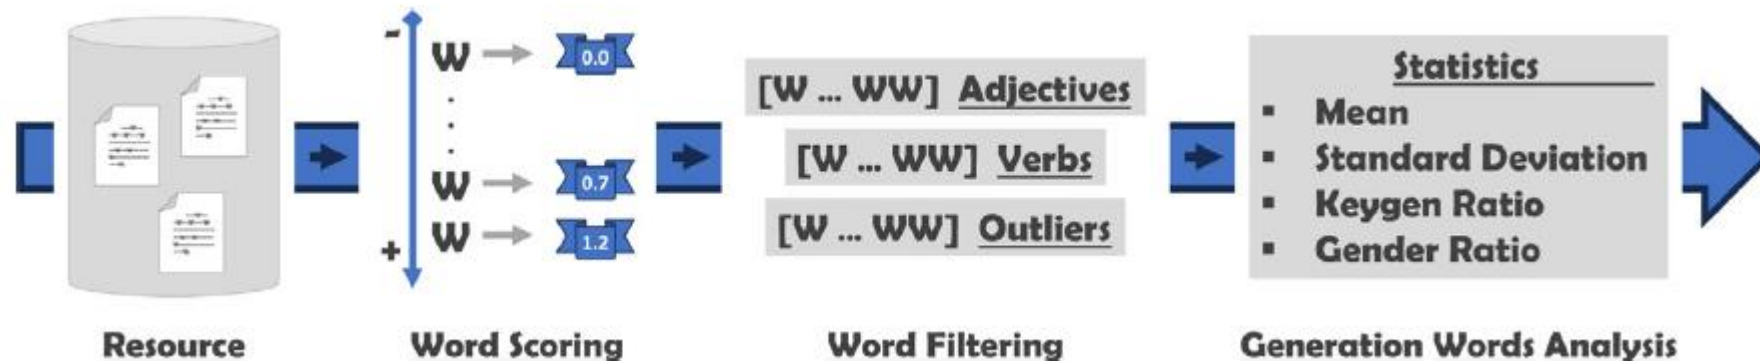 -
W
0.0
.
.
.
W
0.7
+
W
1.2
[W ... WW] Adjectives
[W ... WW] Verbs
[W ... WW] Outliers
Statistics
▪ Mean
▪ Standard Deviation
▪ Keygen Ratio
▪ Gender Ratio
Resource
Word Scoring
Word Filtering
Generation Words Analysis